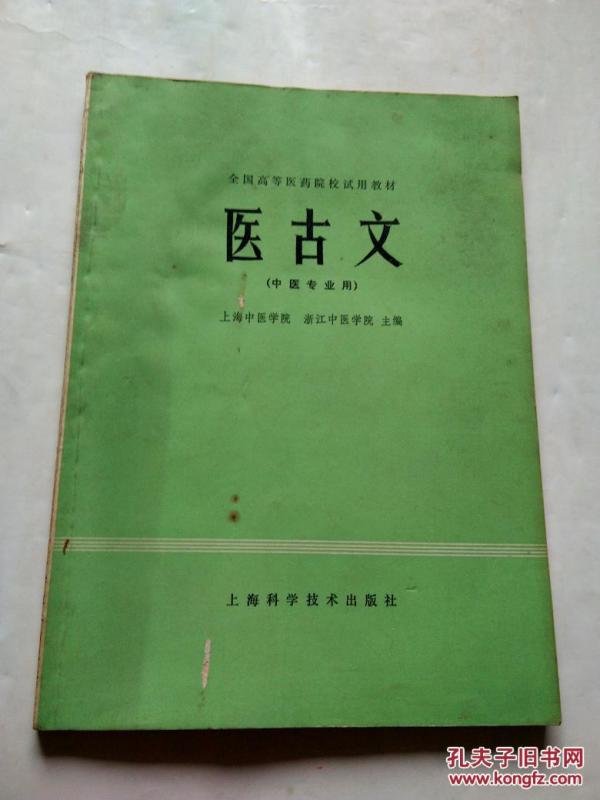 全国高等医药院校试用教材
医古文
(中医专业用)
上海中医学院 浙江中医学院 主编
上海科学技术出版社
孔夫子旧书网
www.kongfz.com